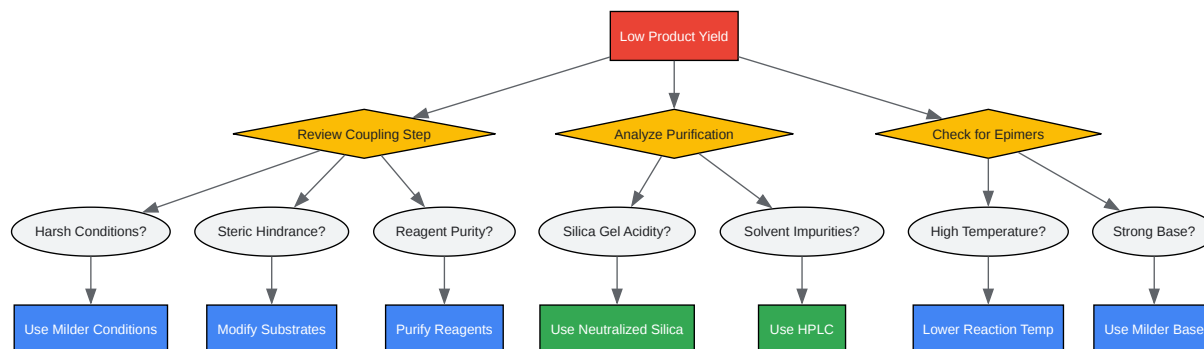 Low Product Yield
Review Coupling Step
Analyze Purification
Check for Epimers
Harsh Conditions?
Steric Hindrance?
Reagent Purity?
Silica Gel Acidity?
Solvent Impurities?
High Temperature?
Strong Base?
Use Milder Conditions
Modify Substrates
Purify Reagents
Use Neutralized Silica
Use HPLC
Lower Reaction Temp
Use Milder Base